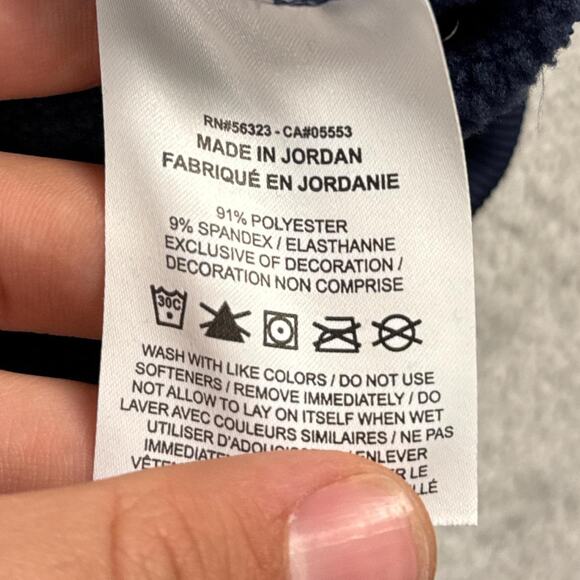 RN#56323 - CA#05553
MADE IN JORDAN
FABRIQUÉ EN JORDANIE
91% POLYESTER
9% SPANDEX / ELASTHANNE
EXCLUSIVE OF DECORATION /
DECORATION NON COMPRISE
30C
WASH WITH LIKE COLORS / DO NOT USE
SOFTENERS / REMOVE IMMEDIATELY / DO
NOT ALLOW TO LAY ON ITSELF WHEN WET
LAVER AVEC COULEURS SIMILAIRES / NE PAS
UTILISER
LE